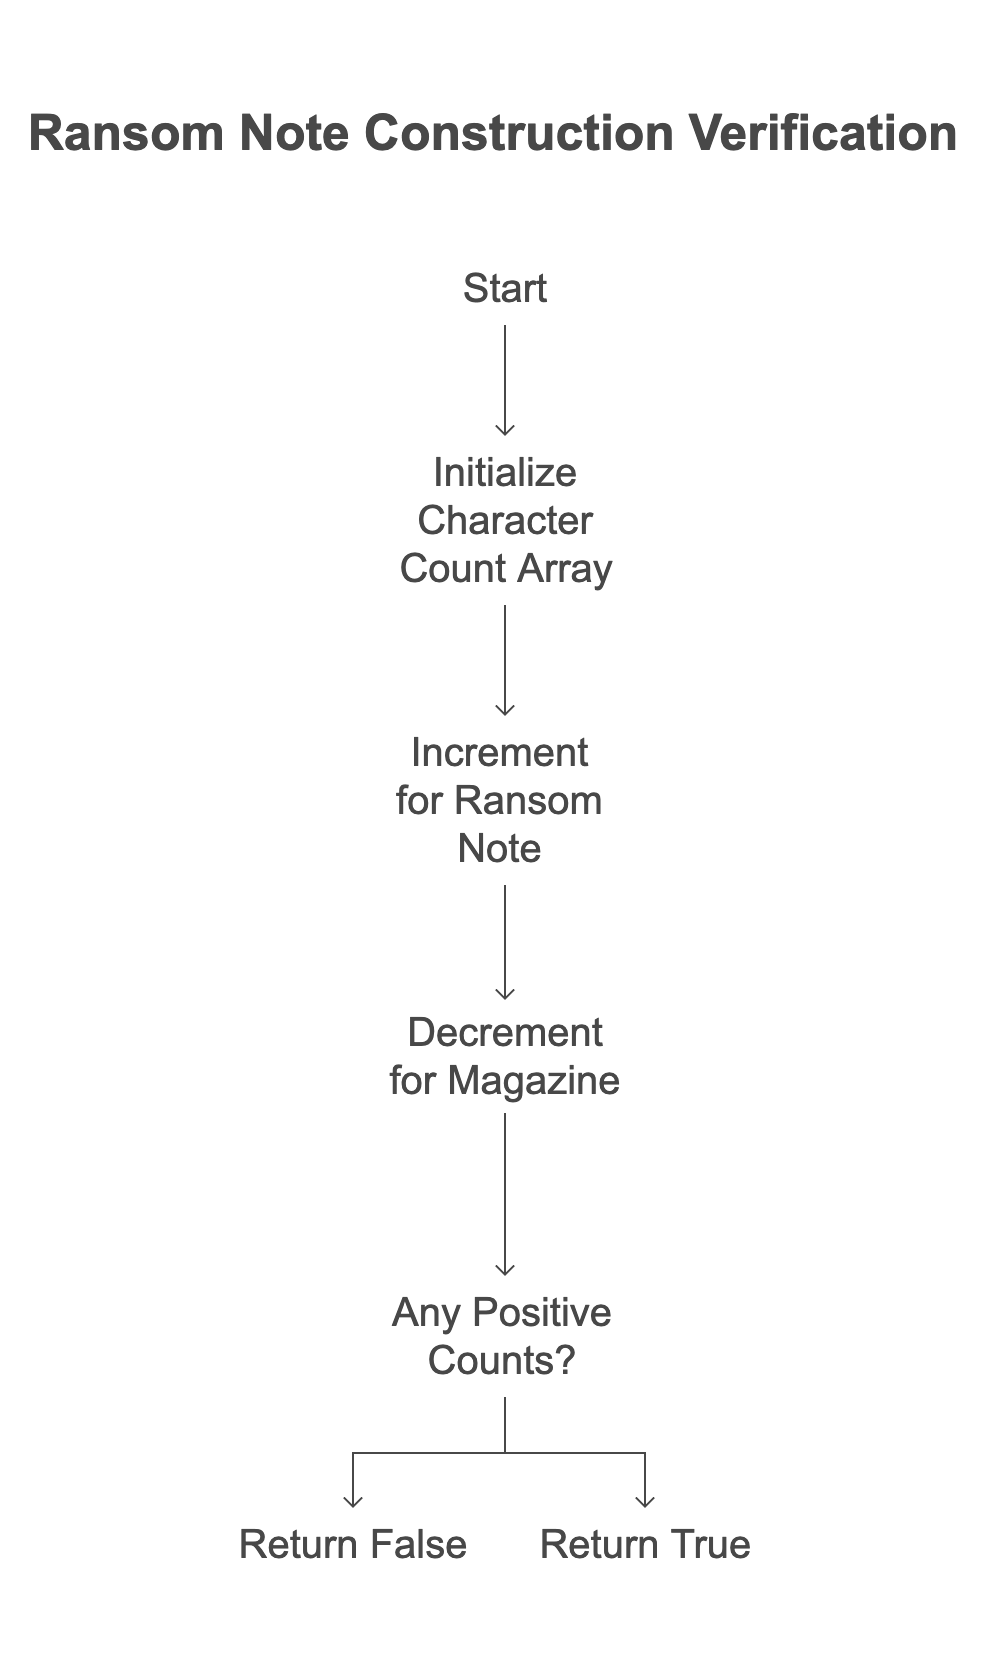 Ransom Note Construction Verification
Start
Initialize
Character
Count Array
Increment
for Ransom
Note
Decrement
for Magazine
Any Positive
Counts?
Return False
Return True